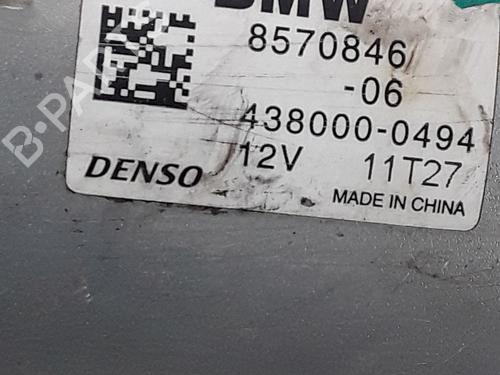 BMW
8570846
-06
438000-0494
12V 11T27
DENSO
MADE IN CHINA
B-PARTS